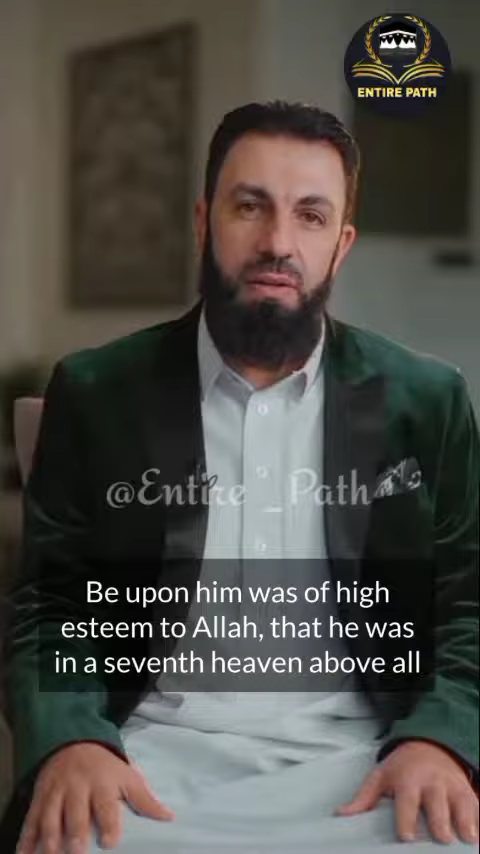 ENTIRE PATH
@Entire_Path
Be upon him was of high
esteem to Allah, that he was
in a seventh heaven above all